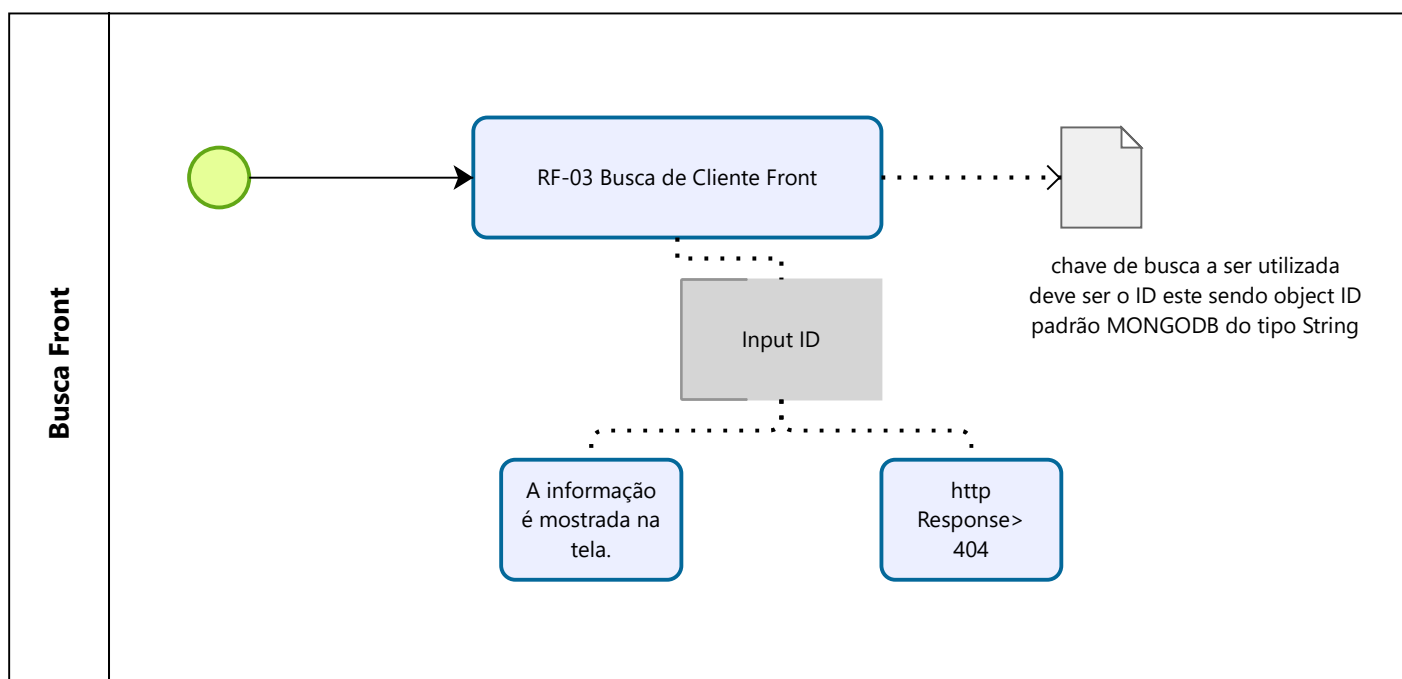 Busca Front
RF-03 Busca de Cliente Front
chave de busca a ser utilizada
deve ser o ID este sendo object ID
padrão MONGODB do tipo String
Input ID
A informação
é mostrada na
tela.
http
Response>
404